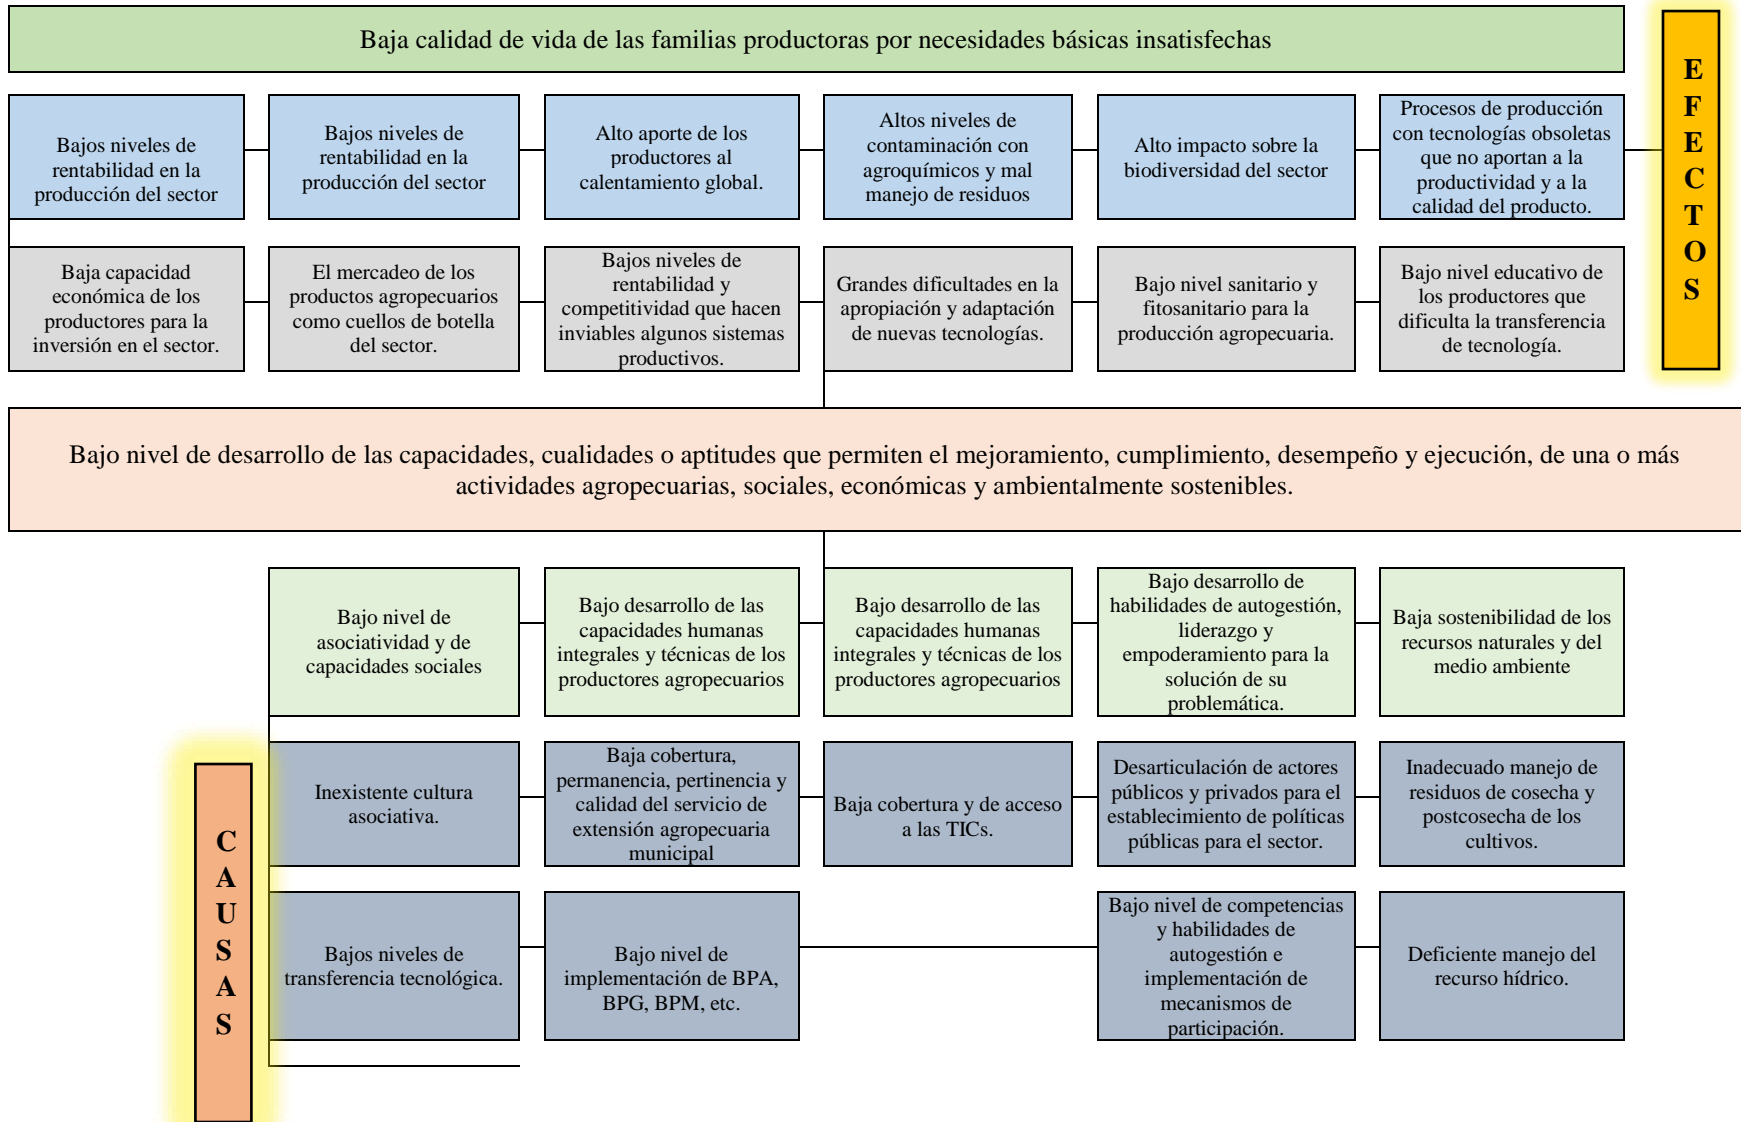 Baja calidad de vida de las familias productoras por necesidades básicas insatisfechas
E
F
E
C
T
O
S
Bajos niveles de
rentabilidad en la
producción del sector
Bajos niveles de
rentabilidad en la
producción del sector
Alto aporte de los
productores al
calentamiento global.
Altos niveles de
contaminación con
agroquímicos y mal
manejo de residuos
Alto impacto sobre la
biodiversidad del sector
Procesos de producción
con tecnologías obsoletas
que no aportan a la
productividad y a la
calidad del producto.
Baja capacidad
económica de los
productores para la
inversión en el sector.
El mercadeo de los
productos agropecuarios
como cuellos de botella
del sector.
Bajos niveles de
rentabilidad y
competitividad que hacen
inviables algunos sistemas
productivos.
Grandes dificultades en la
apropiación y adaptación
de nuevas tecnologías.
Bajo nivel sanitario y
fitosanitario para la
producción agropecuaria.
Bajo nivel educativo de
los productores que
dificulta la transferencia
de tecnología.
Bajo nivel de desarrollo de las capacidades, cualidades o aptitudes que permiten el mejoramiento, cumplimiento, desempeño y ejecución, de una o más
actividades agropecuarias, sociales, económicas y ambientalmente sostenibles.
Bajo nivel de
asociatividad y de
capacidades sociales
Bajo desarrollo de las
capacidades humanas
integrales y técnicas de los
productores agropecuarios
Bajo desarrollo de las
capacidades humanas
integrales y técnicas de los
productores agropecuarios
Bajo desarrollo de
habilidades de autogestión,
liderazgo y
empoderamiento para la
solución de su
problemática.
Baja sostenibilidad de los
recursos naturales y del
medio ambiente
C
A
U
S
A
S
Inexistente cultura
asociativa.
Baja cobertura,
permanencia, pertinencia y
calidad del servicio de
extensión agropecuaria
municipal
Baja cobertura y de acceso
a las TICs.
Desarticulación de actores
públicos y privados para el
establecimiento de políticas
públicas para el sector.
Inadecuado manejo de
residuos de cosecha y
postcosecha de los
cultivos.
Bajos niveles de
transferencia tecnológica.
Bajo nivel de
implementación de BPA,
BPG, BPM, etc.
Bajo nivel de competencias
y habilidades de
autogestión e
implementación de
mecanismos de
participación.
Deficiente manejo del
recurso hídrico.